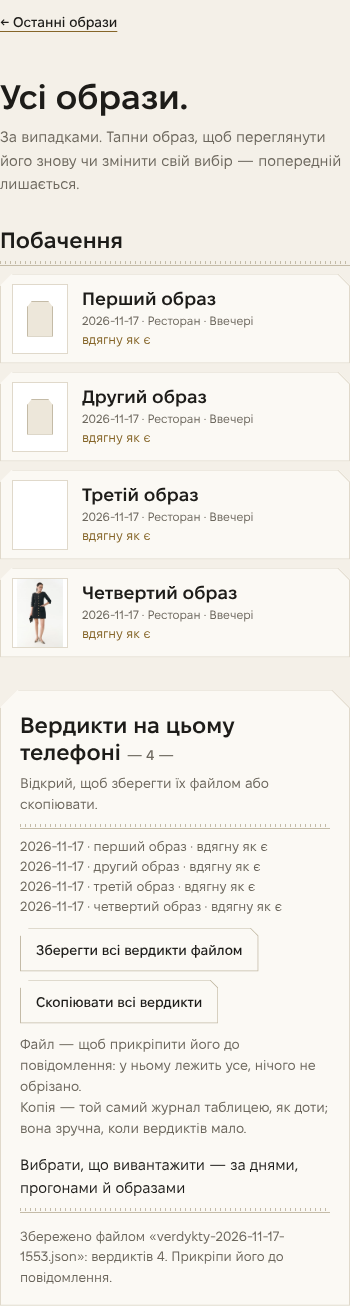 ← Останні образи
Усі образи.
За випадками. Тапни образ, щоб переглянути
його знову чи змінити свій вибір — попередній
лишається.
Побачення
Перший образ
2026-11-17 · Ресторан · Ввечері
вдягну як є
Другий образ
2026-11-17 · Ресторан · Ввечері
вдягну як є
Третій образ
2026-11-17 · Ресторан · Ввечері
вдягну як є
Четвертий образ
2026-11-17 · Ресторан · Ввечері
вдягну як є
Вердикти на цьому
телефоні — 4 —
Відкрий, щоб зберегти їх файлом або
скопіювати.
2026-11-17 · перший образ · вдягну як є
2026-11-17 · другий образ · вдягну як є
2026-11-17 · третій образ · вдягну як є
2026-11-17 · четвертий образ · вдягну як є
Зберегти всі вердикти файлом
Скопіювати всі вердикти
Файл — щоб прикріпити його до
повідомлення: у ньому лежить усе, нічого не
обрізано.
Копія — той самий журнал таблицею, як доти;
вона зручна, коли вердиктів мало.
Вибрати, що вивантажити — за днями,
прогонами й образами
Збережено файлом «verdykty-2026-11-17-
1553.json»: вердиктів 4. Прикріпи його до
повідомлення.